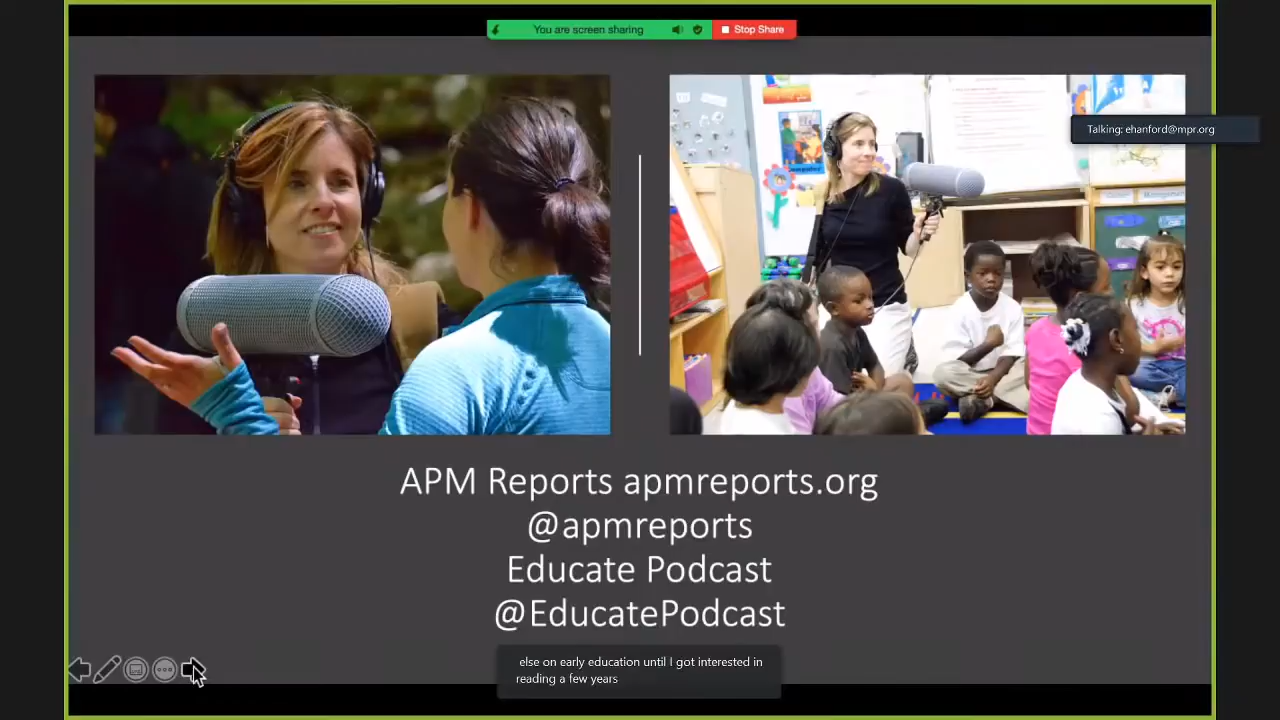 You are screen sharing
Stop Share
Talking: ehanford@mpr.org
APM Reports apmreports.org
@apmreports
Educate Podcast
@EducatePodcast
else on early education until I got interested in
reading a few years